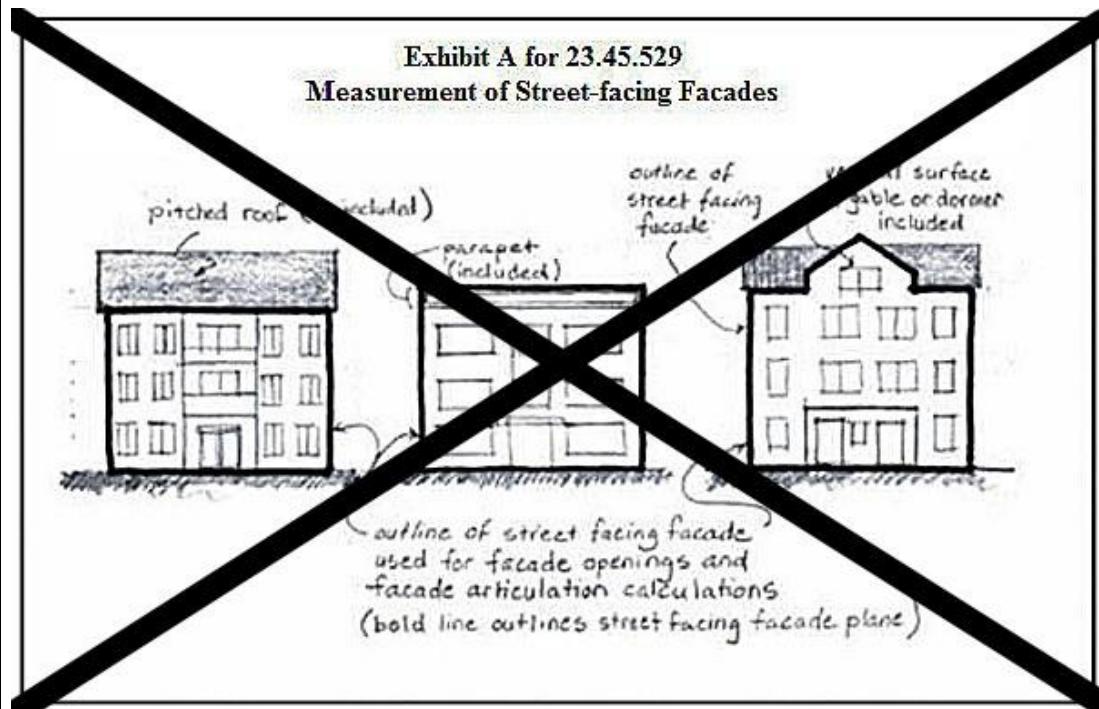 Exhibit A for 23.45.529
Measurement of Street-facing Facades
pitched roof included)
parapet
(included)
outline of
street facing
facade
surface
gable or dormer
included
outline of street facing facade
used for facade openings and
facade articulation calculations
(bold line outlines street facing facade plane)